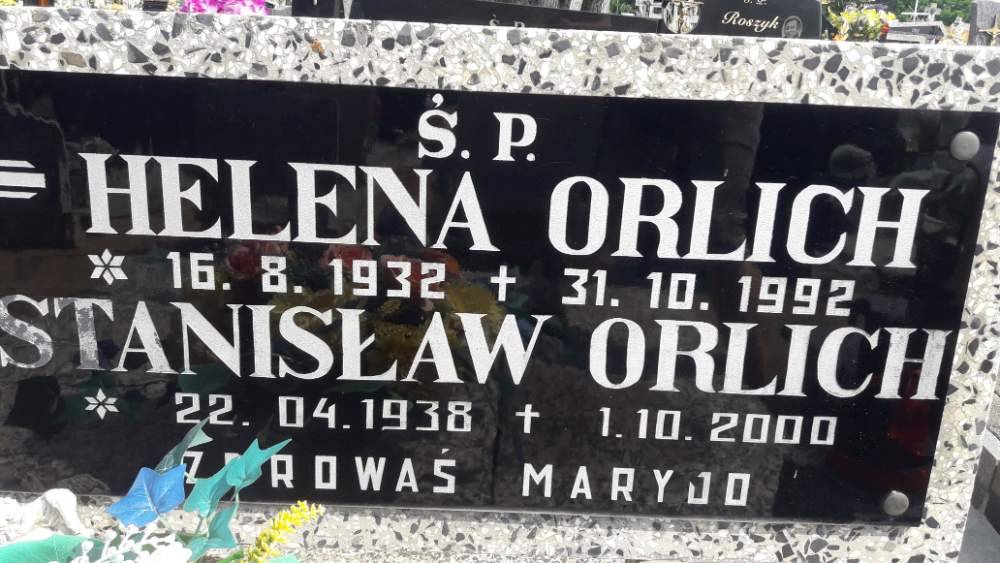 Ś. P.
Roszyk
Ś. P.
HELENA ORLICH
* 16. 8. 1932 + 31. 10. 1992
STANISŁAW ORLICH
* 22. 04. 1938 + 1. 10. 2000
ZDROWAŚ MARYJO